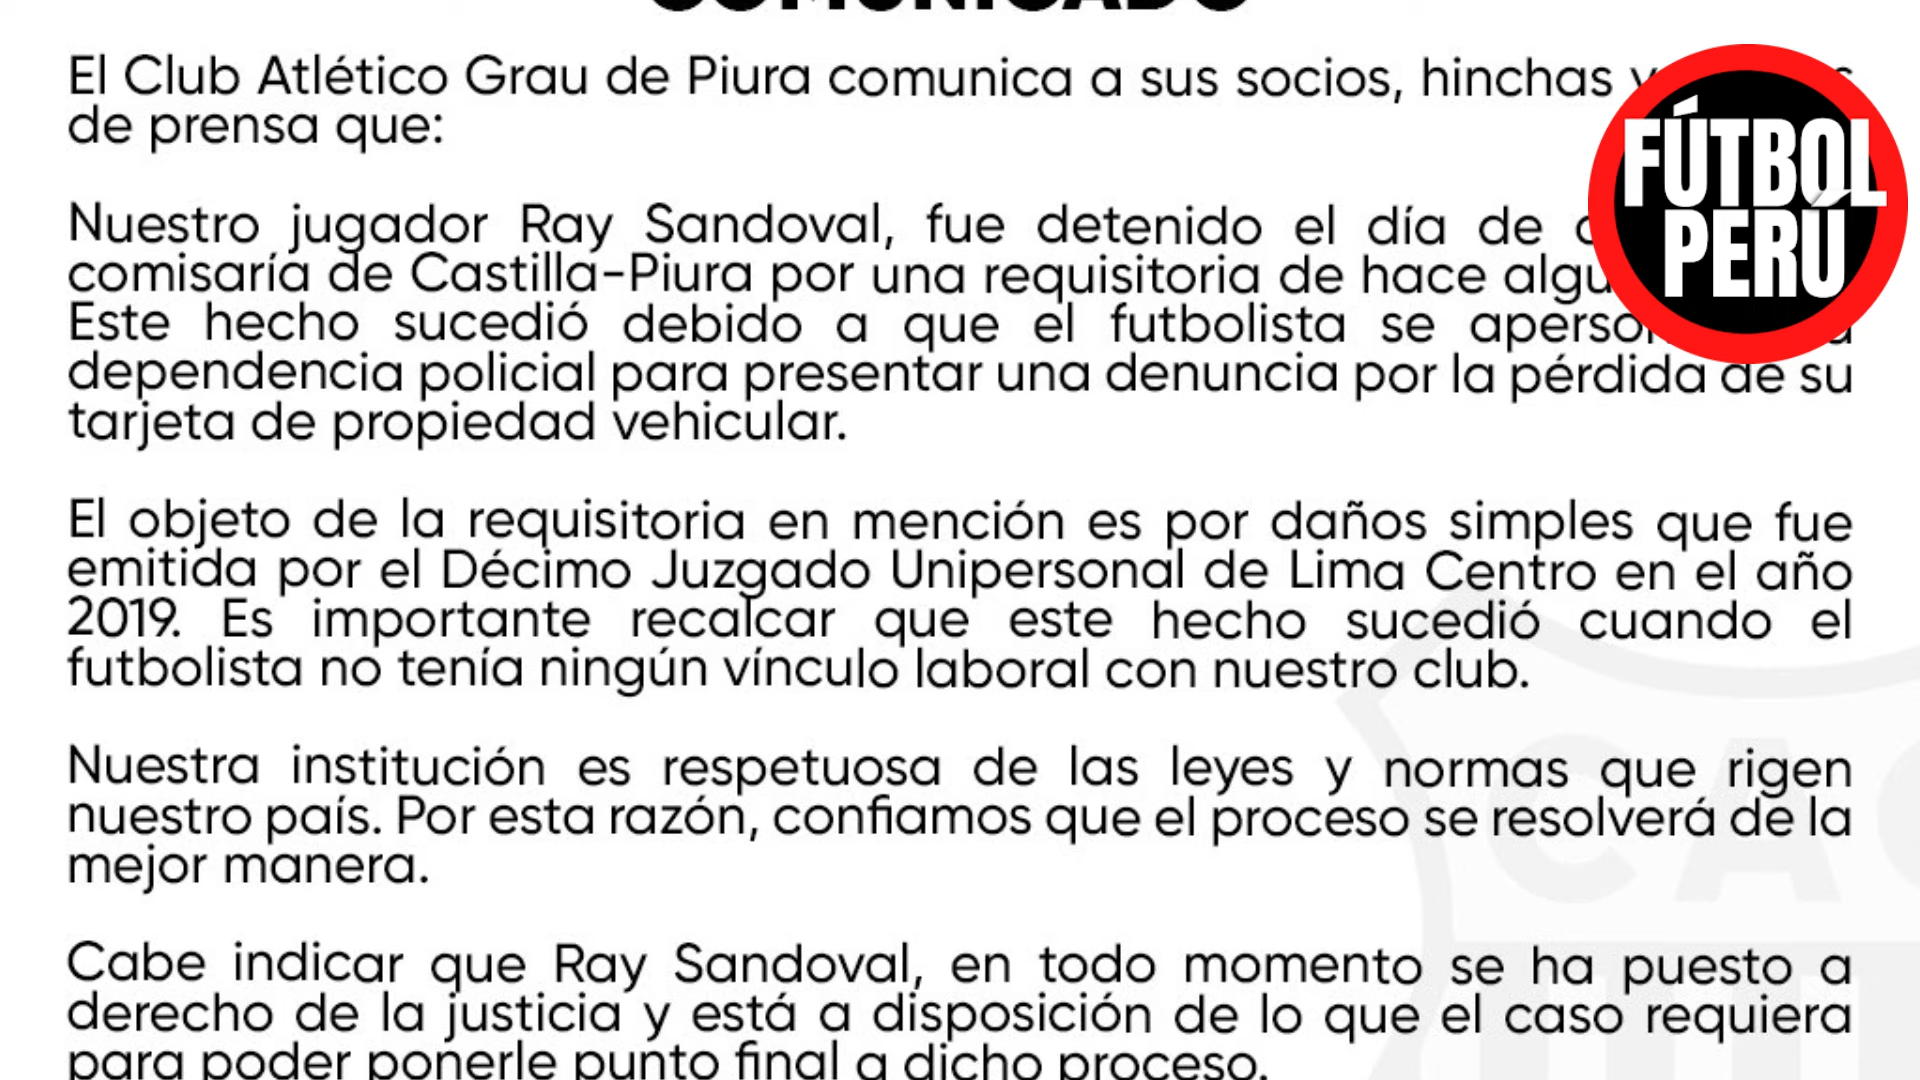 COMUNICADO
El Club Atlético Grau de Piura comunica a sus socios, hinchas y
de prensa que:
Nuestro jugador Ray Sandoval, fue detenido el día de
comisaría de Castilla-Piura por una requisitoria de hace
Este hecho sucedió debido a que el futbolista se
dependencia policial para presentar una denuncia por la pérdida de su
tarjeta de propiedad vehicular.
El objeto de la requisitoria en mención es por daños simples que fue
emitida por el Décimo Juzgado Unipersonal de Lima Centro en el año
2019. Es importante recalcar que este hecho sucedió cuando el
futbolista no tenía ningún vínculo laboral con nuestro club.
Nuestra institución es respetuosa de las leyes y normas que rigen
nuestro país. Por esta razón, confiamos que el proceso se resolverá de la
mejor manera.
Cabe indicar que Ray Sandoval, en todo momento se ha puesto a
derecho de la justicia y está a disposición de lo que el caso requiera
para poder ponerle punto final a dicho proceso.
FÚTBOL
PERÚ